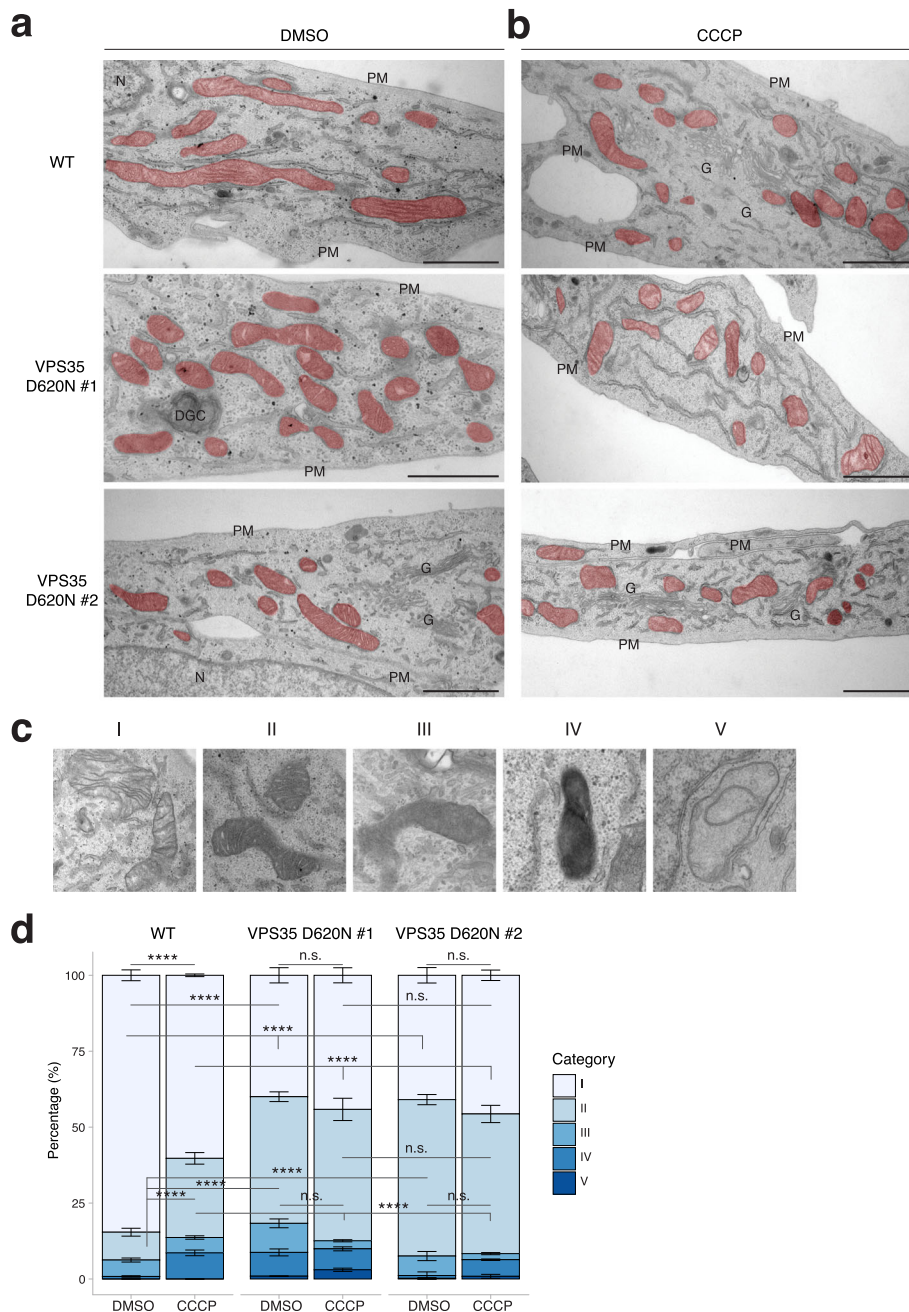 a
b
DMSO
CCCP
N
PM
WT
PM
PM
PM
G
G
PM
PM
VPS35
D620N #1
DGC
PM
PM
PM
VPS35
D620N #2
PM
G
G
N
PM
PM
PM
G
G
PM
c
I
II
III
IV
V
d
WT
VPS35 D620N #1
VPS35 D620N #2
****
n.s.
n.s.
100
****
n.s.
****
75
****
Percentage (%)
50
n.s.
****
****
25
****
n.s.
****
n.s.
0
DMSO
CCCP
DMSO
CCCP
DMSO
CCCP
Category
I
II
III
IV
V